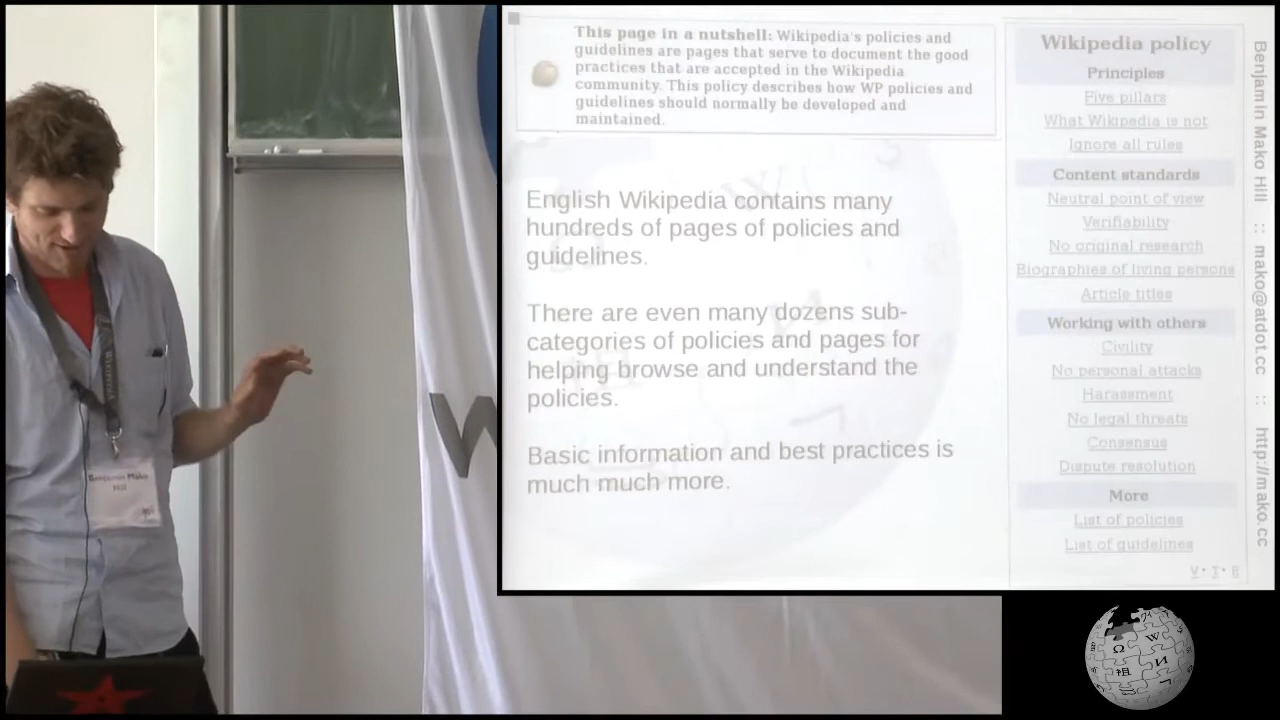 This page in a nutshell: Wikipedia's policies and
guidelines are pages that serve to document the good
practices that are accepted in the Wikipedia
community. This policy describes how WP policies and
guidelines should normally be developed and
maintained.
English Wikipedia contains many
hundreds of pages of policies and
guidelines.
There are even many dozens sub-
categories of policies and pages for
helping browse and understand the
policies.
Basic information and best practices is
much much more.
Wikipedia policy
Principles
Five pillars
What Wikipedia is not
Ignore all rules
Content standards
Neutral point of view
Verifiability
No original research
Biographies of living persons
Article titles
Working with others
Civility
No personal attacks
Harassment
No legal threats
Consensus
Dispute resolution
More
List of policies
List of guidelines
V · T · E
Benjamin Mako Hill :: mako@atdot.cc :: http://mako.cc
WIKIPEDIA
Benjamin Mako
Hill
W
Ω W
祖 И